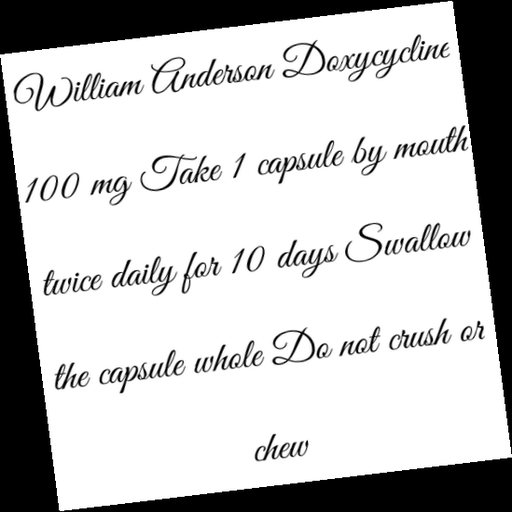 William Anderson Doxycycline
100 mg Take 1 capsule by mouth
twice daily for 10 days Swallow
the capsule whole Do not crush or
chew